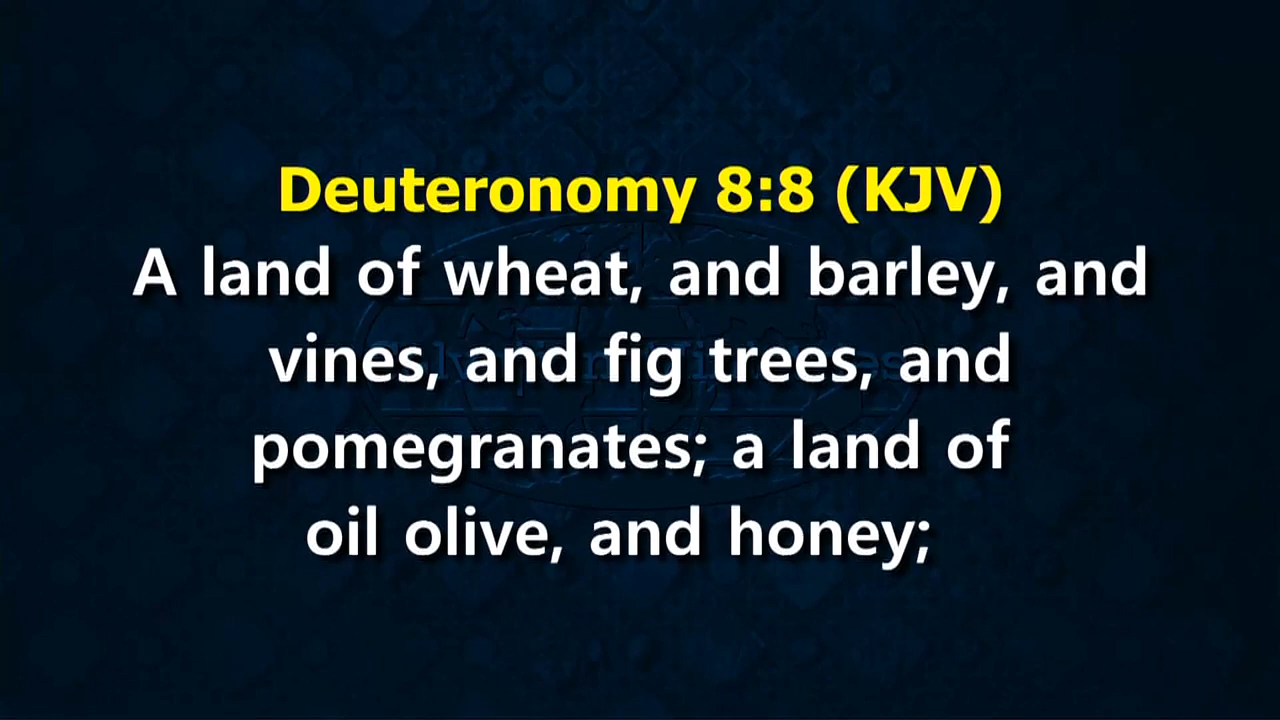 Deuteronomy 8:8 (KJV)
A land of wheat, and barley, and
vines, and fig trees, and
pomegranates; a land of
oil olive, and honey;